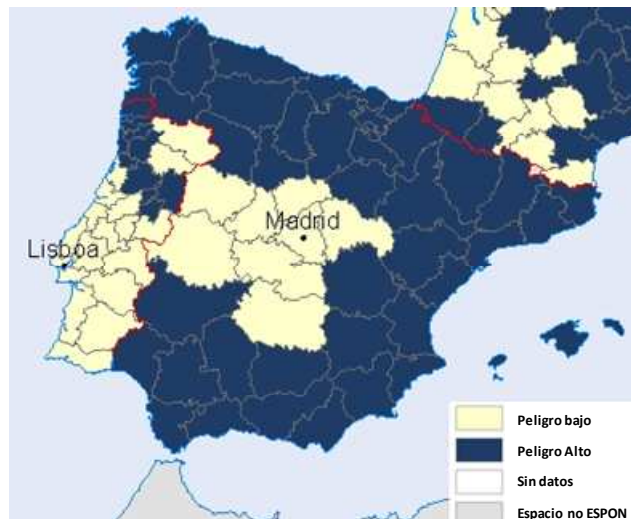 Madrid
Lisboa
Peligro bajo
Peligro Alto
Sin datos
Espacio no ESPON